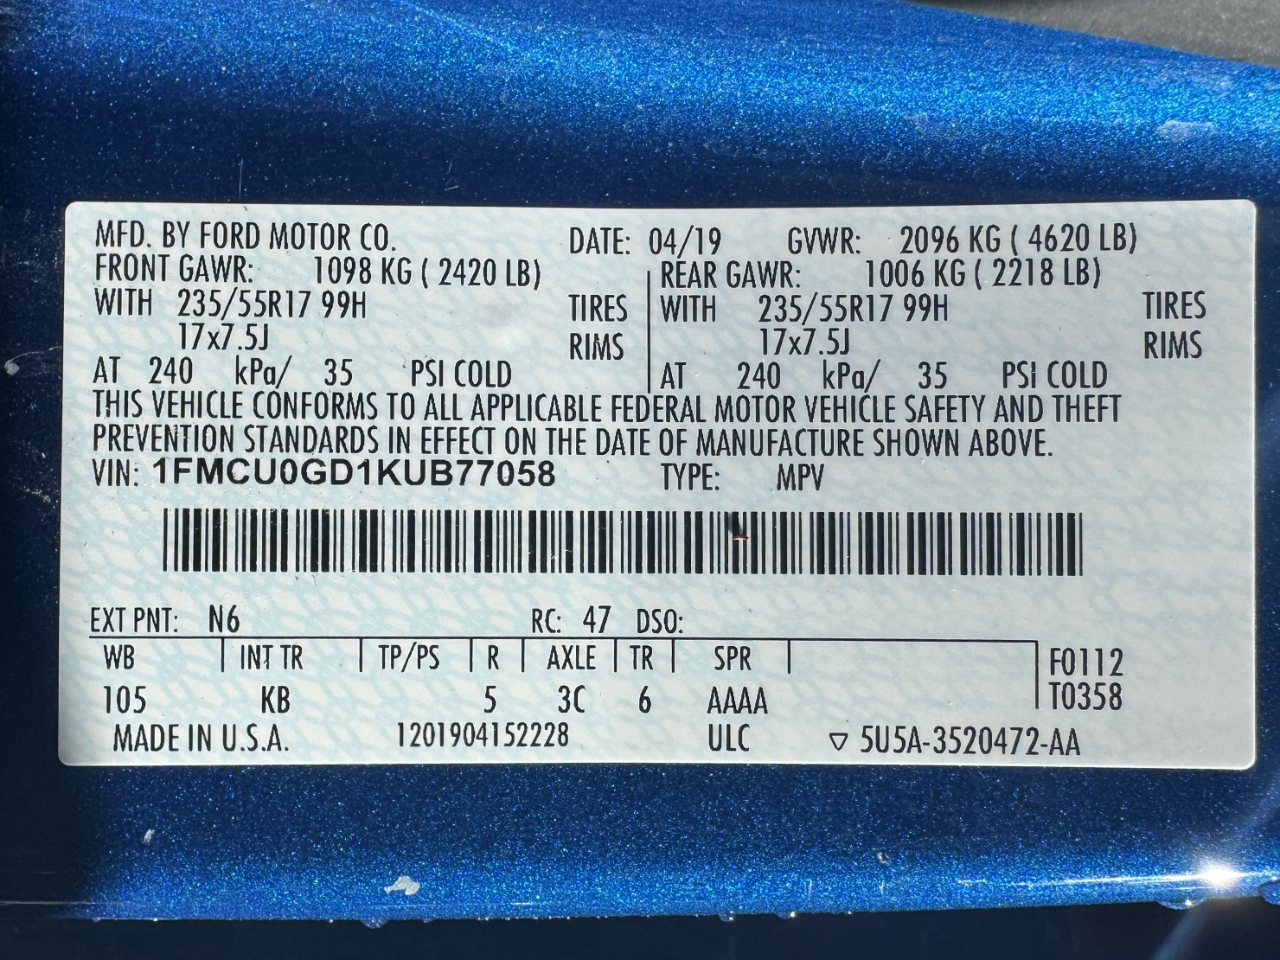 MFD. BY FORD MOTOR CO. DATE: 04/19 GVWR: 2096 KG ( 4620 LB)
FRONT GAWR: 1098 KG ( 2420 LB) REAR GAWR: 1006 KG ( 2218 LB)
WITH 235/55R17 99H TIRES WITH 235/55R17 99H TIRES
17x7.5J RIMS 17x7.5J RIMS
AT 240 kPa/ 35 PSI COLD AT 240 kPa/ 35 PSI COLD
THIS VEHICLE CONFORMS TO ALL APPLICABLE FEDERAL MOTOR VEHICLE SAFETY AND THEFT
PREVENTION STANDARDS IN EFFECT ON THE DATE OF MANUFACTURE SHOWN ABOVE.
VIN: 1FMCU0GD1KUB77058 TYPE: MPV
EXT PNT: N6 RC: 47 DSO:
WB INT TR TP/PS R AXLE TR SPR F0112
105 KB 5 3C 6 AAAA T0358
MADE IN U.S.A. 1201904152228 ULC ▽ 5U5A-3520472-AA